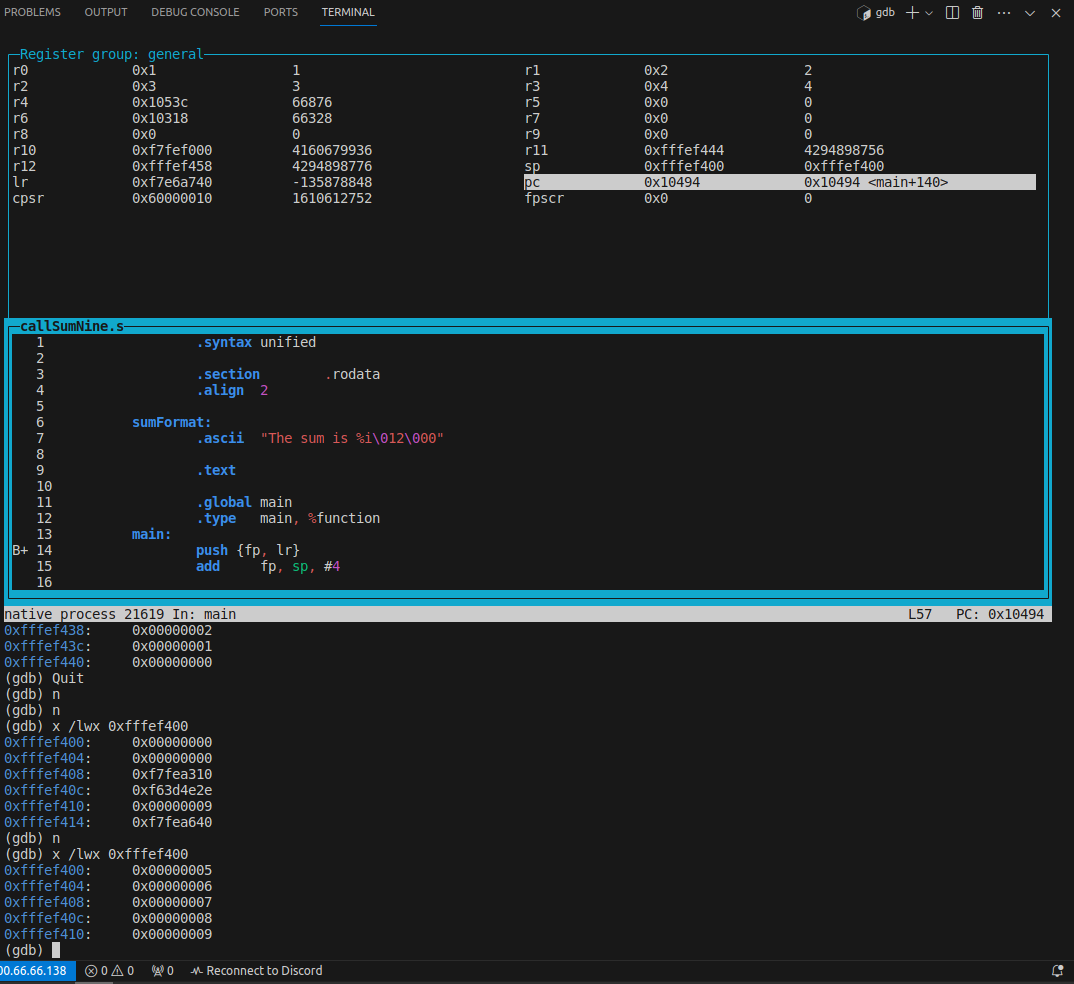 PROBLEMS OUTPUT DEBUG CONSOLE PORTS TERMINAL gdb
Register group: general
r0 0x1 1 r1 0x2 2
r2 0x3 3 r3 0x4 4
r4 0x1053c 66876 r5 0x0 0
r6 0x10318 66328 r7 0x0 0
r8 0x0 0 r9 0x0 0
r10 0xf7fef000 4160679936 r11 0xfffef444 4294898756
r12 0xfffef458 4294898776 sp 0xfffef400 0xfffef400
lr 0xf7e6a740 -135878848 pc 0x10494 0x10494 <main+140>
cpsr 0x60000010 1610612752 fpscr 0x0 0
callSumNine.s
1 .syntax unified
2
3 .section .rodata
4 .align 2
5
6 sumFormat:
7 .ascii "The sum is %i\012\000"
8
9 .text
10
11 .global main
12 .type main, %function
13 main:
B+ 14 push {fp, lr}
15 add fp, sp, #4
16
native process 21619 In: main L57 PC: 0x10494
0xfffef438: 0x00000002
0xfffef43c: 0x00000001
0xfffef440: 0x00000000
(gdb) Quit
(gdb) n
(gdb) n
(gdb) x /lwx 0xfffef400
0xfffef400: 0x00000000
0xfffef404: 0x00000000
0xfffef408: 0xf7fea310
0xfffef40c: 0xf63d4e2e
0xfffef410: 0x00000009
0xfffef414: 0xf7fea640
(gdb) n
(gdb) x /lwx 0xfffef400
0xfffef400: 0x00000005
0xfffef404: 0x00000006
0xfffef408: 0x00000007
0xfffef40c: 0x00000008
0xfffef410: 0x00000009
(gdb)
00.66.66.138 0 0 0 Reconnect to Discord